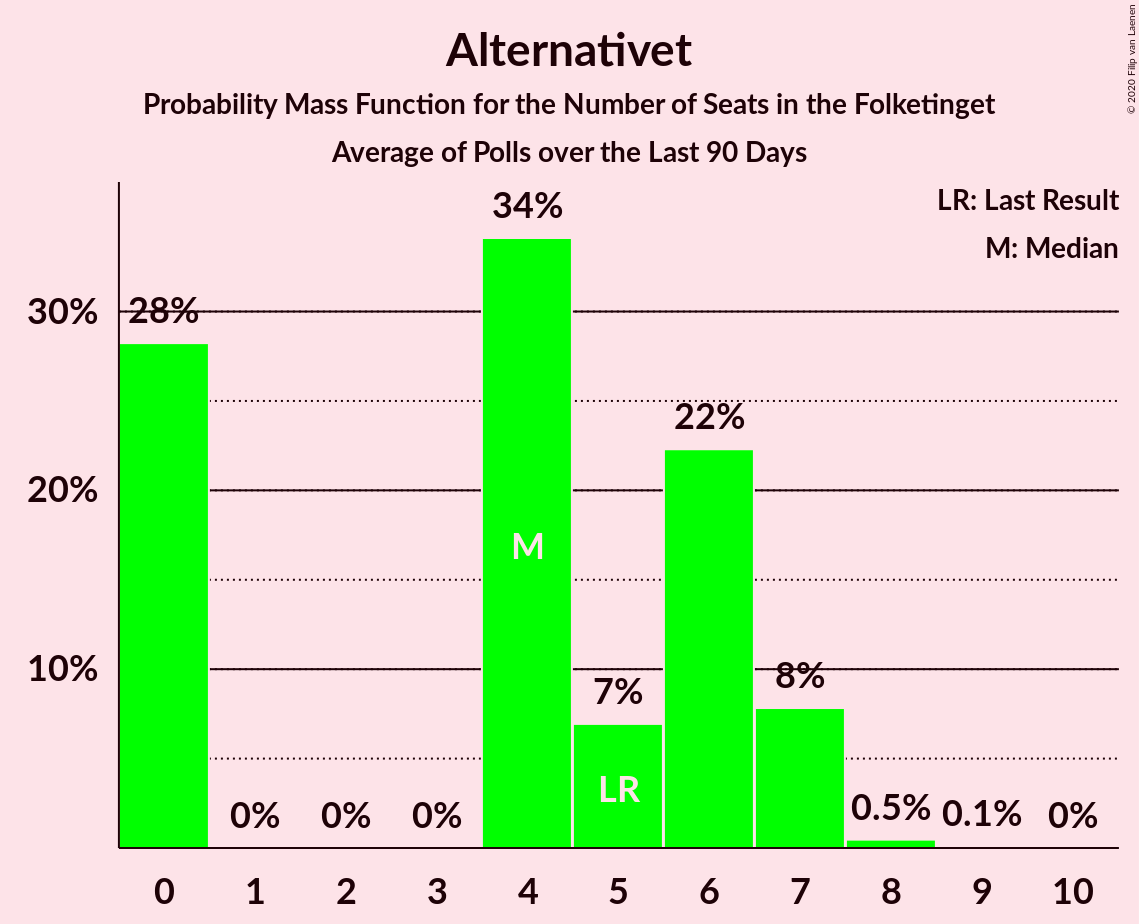 Alternativet
Probability Mass Function for the Number of Seats in the Folketinget
Average of Polls over the Last 90 Days
© 2020 Filip van Laenen
LR: Last Result
M: Median
34%
30%
28%
22%
20%
M
10%
8%
7%
LR
0%
0%
0%
0.5%
0.1%
0%
0 1 2 3 4 5 6 7 8 9 10